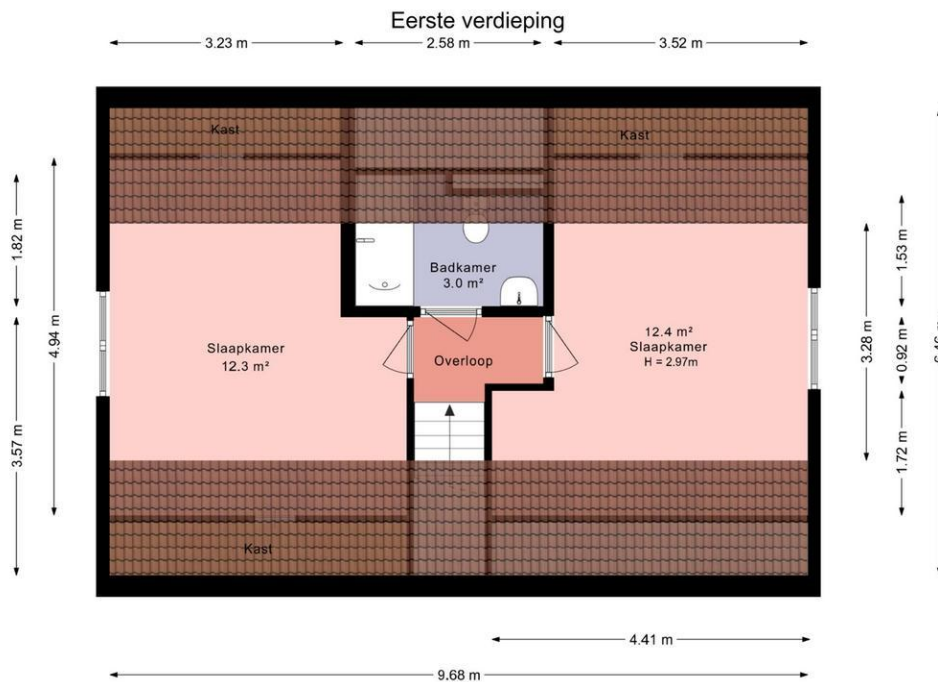 Eerste verdieping
3.23 m
2.58 m
3.52 m
Kast
Kast
1.82 m
4.94 m
3.57 m
Badkamer
3.0 m²
Slaapkamer
12.3 m²
Overloop
12.4 m²
Slaapkamer
H = 2.97m
3.28 m
1.53 m
0.92 m
1.72 m
Kast
4.41 m
9.68 m